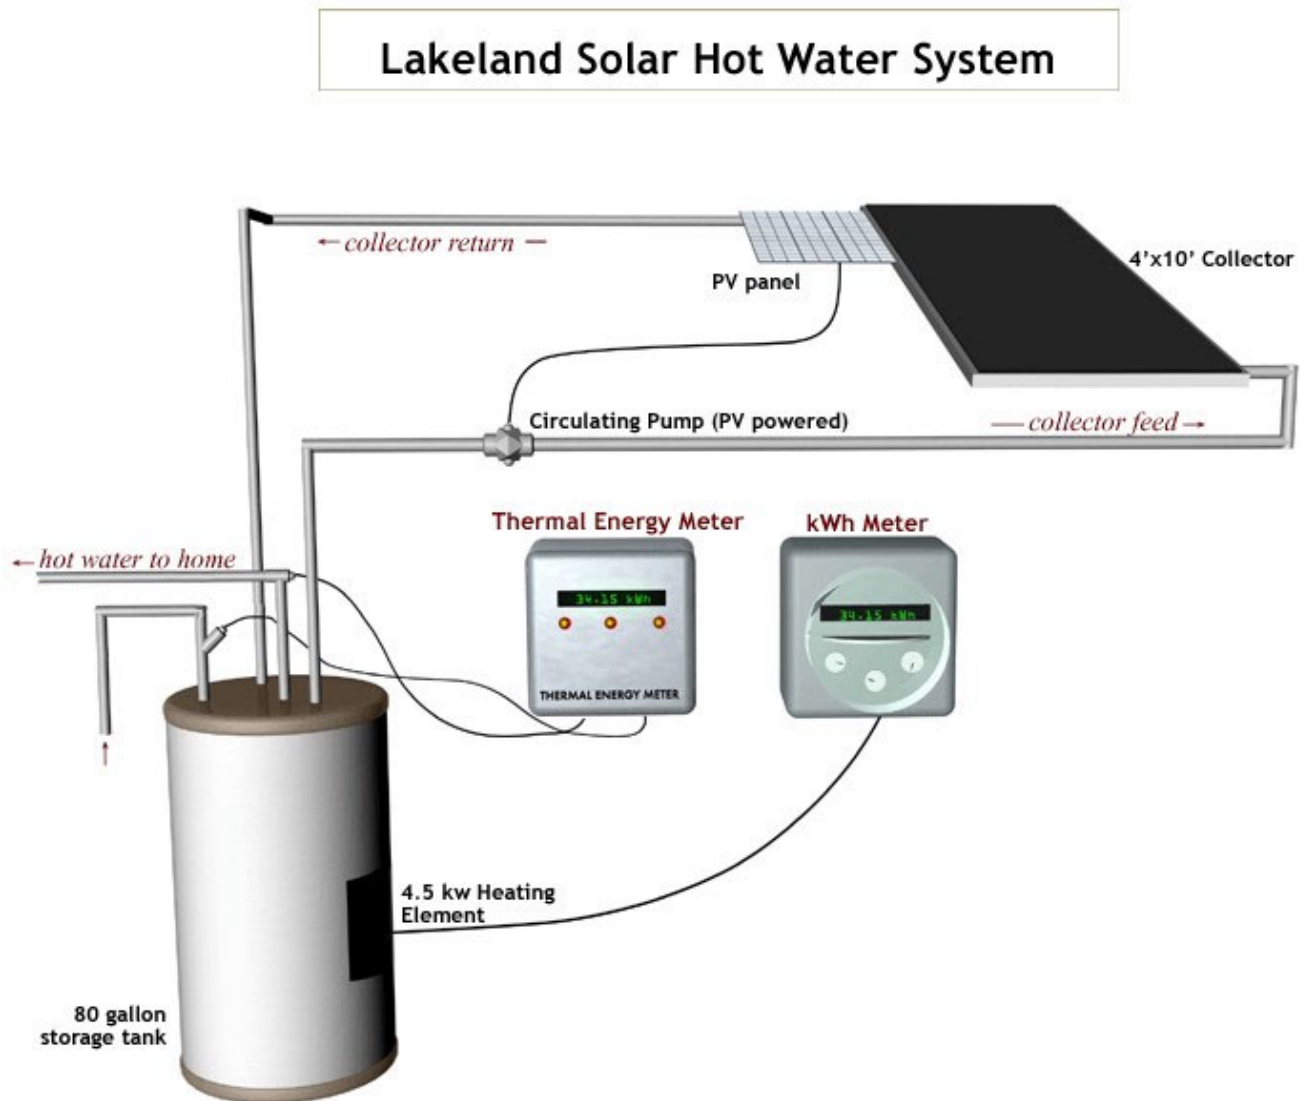 Lakeland Solar Hot Water System
← collector return —
4'x10' Collector
PV panel
Circulating Pump (PV powered)
— collector feed →
Thermal Energy Meter
kWh Meter
← hot water to home
34.15 kWh
34.15 kWh
THERMAL ENERGY METER
4.5 kw Heating
Element
80 gallon
storage tank